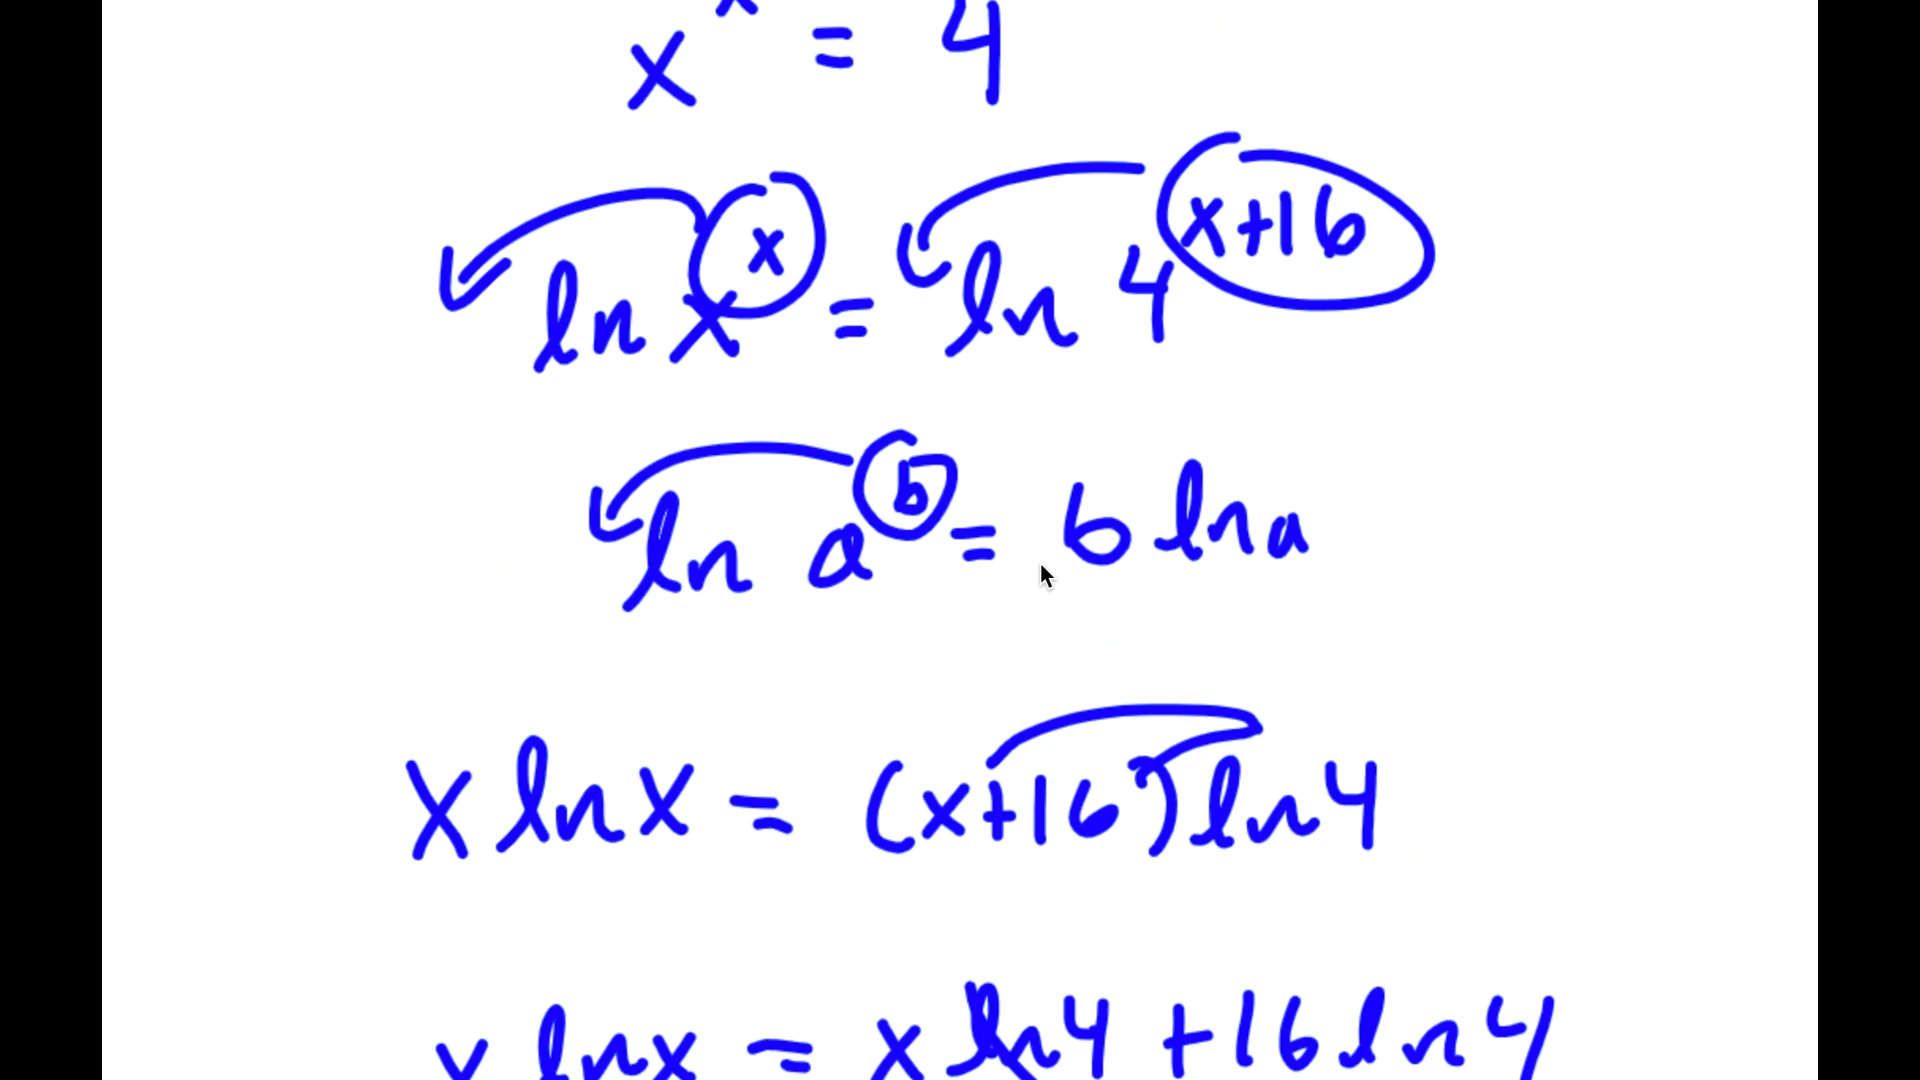 x^x = 4
ln x^x = ln 4^(x+16)
ln a^b = b ln a
x ln x = (x+16) ln 4
x ln x = x ln 4 + 16 ln 4